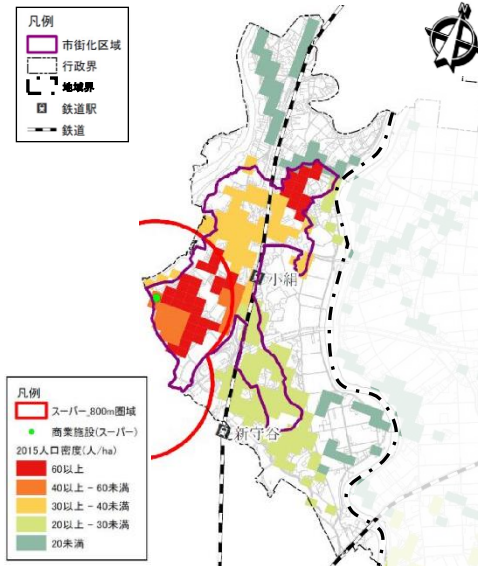 凡例
市街化区域
行政界
地域界
鉄道駅
鉄道
小絹
新守谷
凡例
スーパー_800m圏域
商業施設(スーパー)
2015人口密度(人/ha)
60以上
40以上 - 60未満
30以上 - 40未満
20以上 - 30未満
20未満